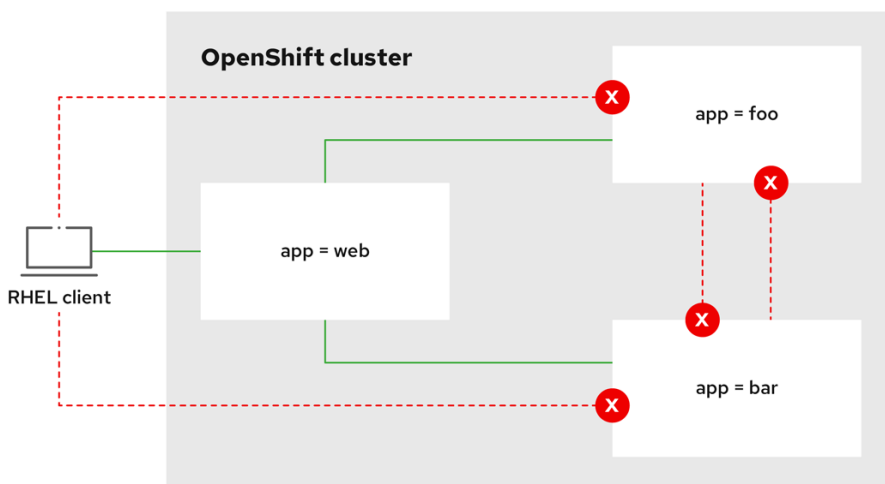 OpenShift cluster
X
app = foo
X
app = web
RHEL client
X
app = bar
X